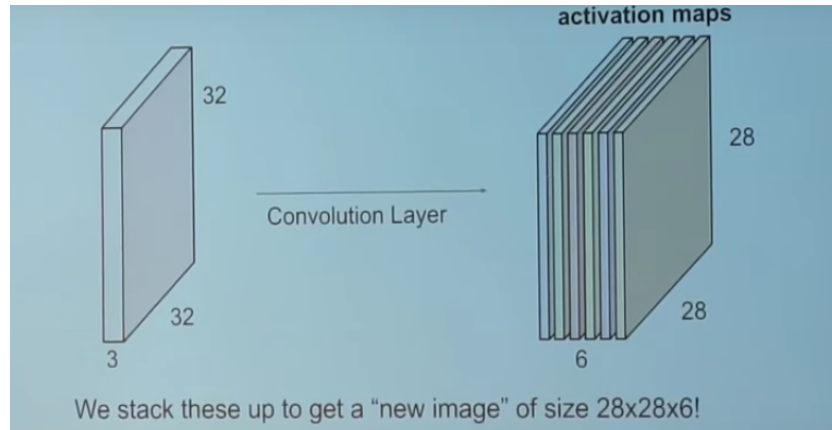 activation maps
32
28
Convolution Layer
32
28
3
6
We stack these up to get a “new image” of size 28x28x6!